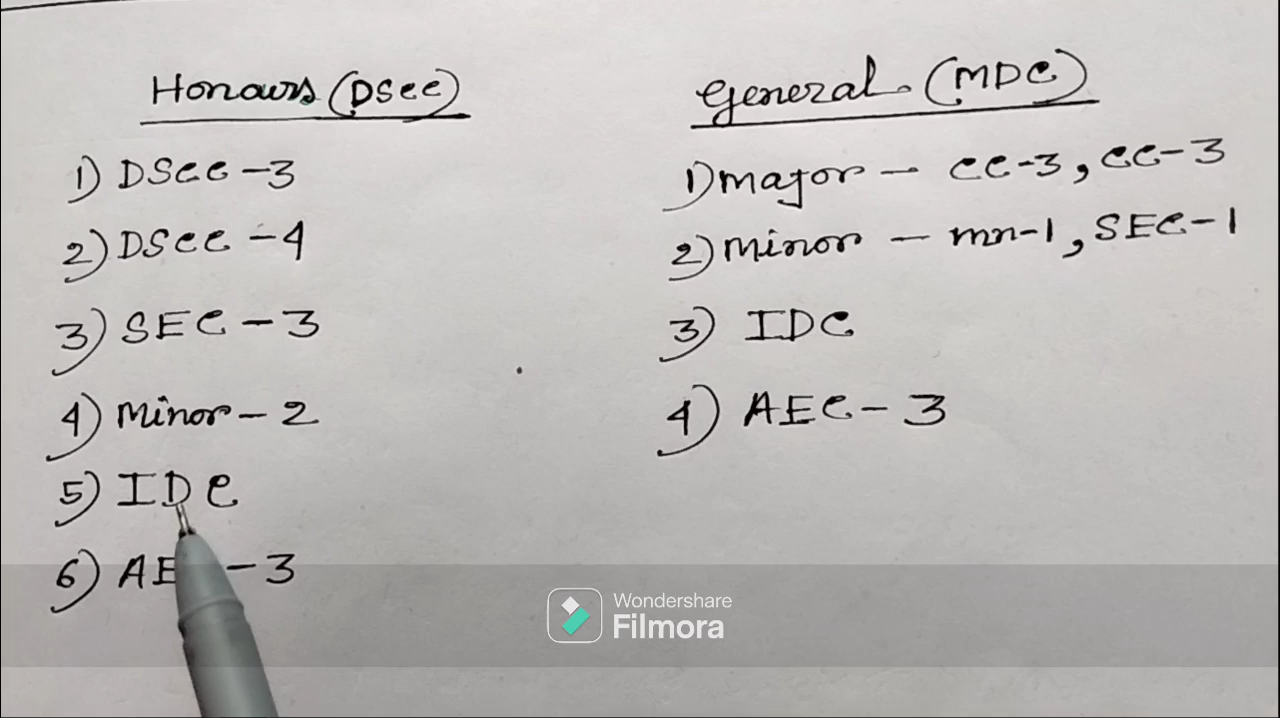 Honours (DSCC)
1) DSCC - 3
2) DSCC - 4
3) SEC - 3
4) Minor - 2
5) IDC
6) AE - 3
General. (MDC)
1) major - CC-3, CC-3
2) Minor - mn-1, SEC-1
3) IDC
4) AEC - 3
Wondershare
Filmora